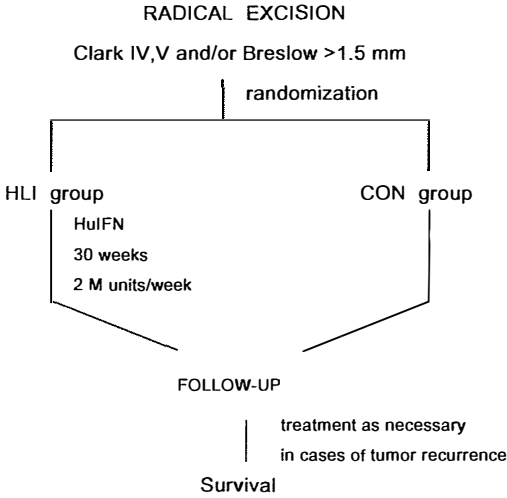 RADICAL EXCISION
Clark IV,V and/or Breslow >1.5 mm
randomization
HLI group
CON group
HuIFN
30 weeks
2 M units/week
FOLLOW-UP
treatment as necessary
in cases of tumor recurrence
Survival